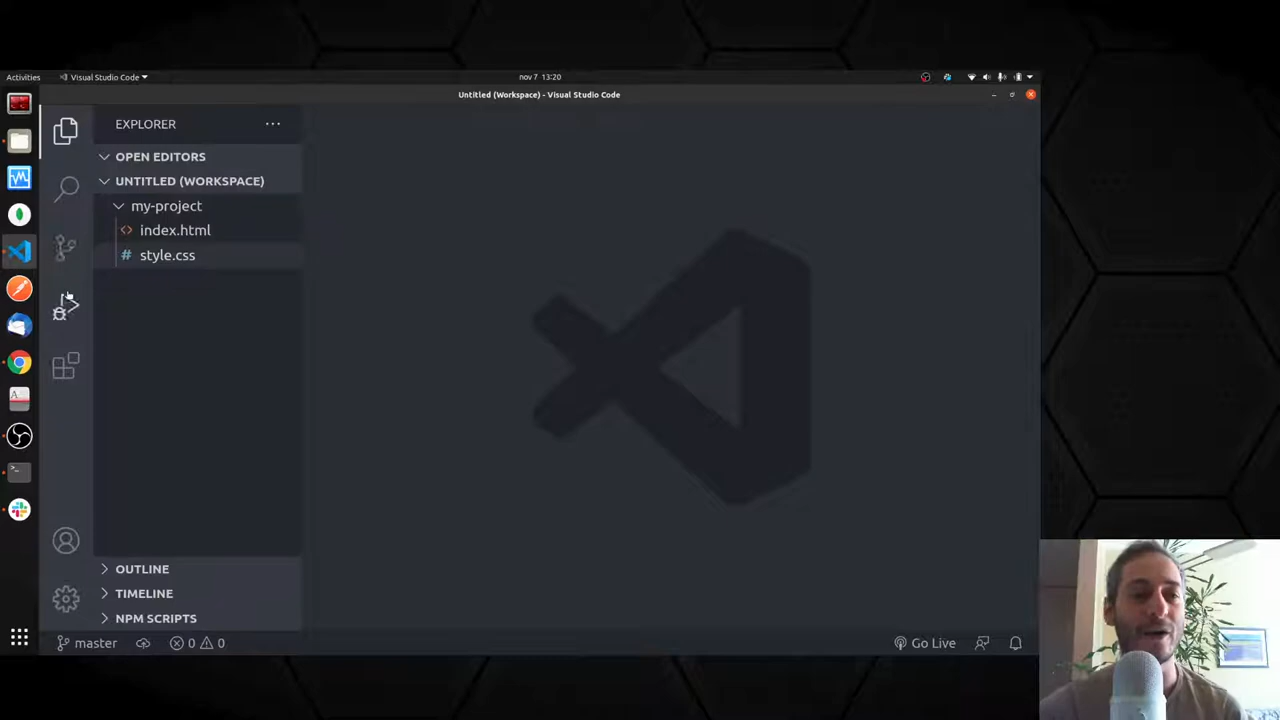 Activities
Visual Studio Code
nov 7 13:20
Untitled (Workspace) - Visual Studio Code
EXPLORER
OPEN EDITORS
UNTITLED (WORKSPACE)
my-project
<> index.html
# style.css
OUTLINE
TIMELINE
NPM SCRIPTS
master
0
0
Go Live